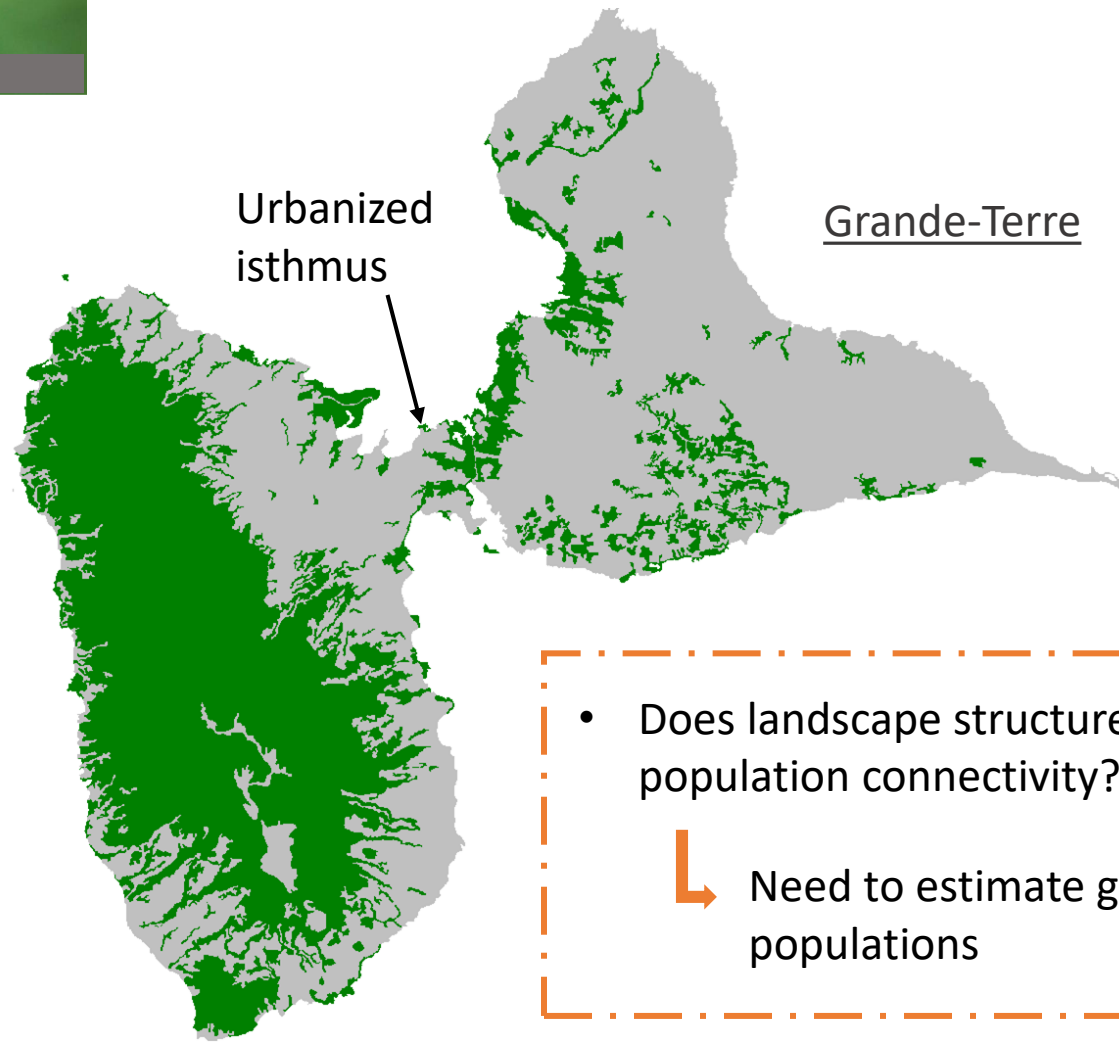 Urbanized
isthmus
Grande-Terre
• Does landscape structure
population connectivity?
Need to estimate g
populations